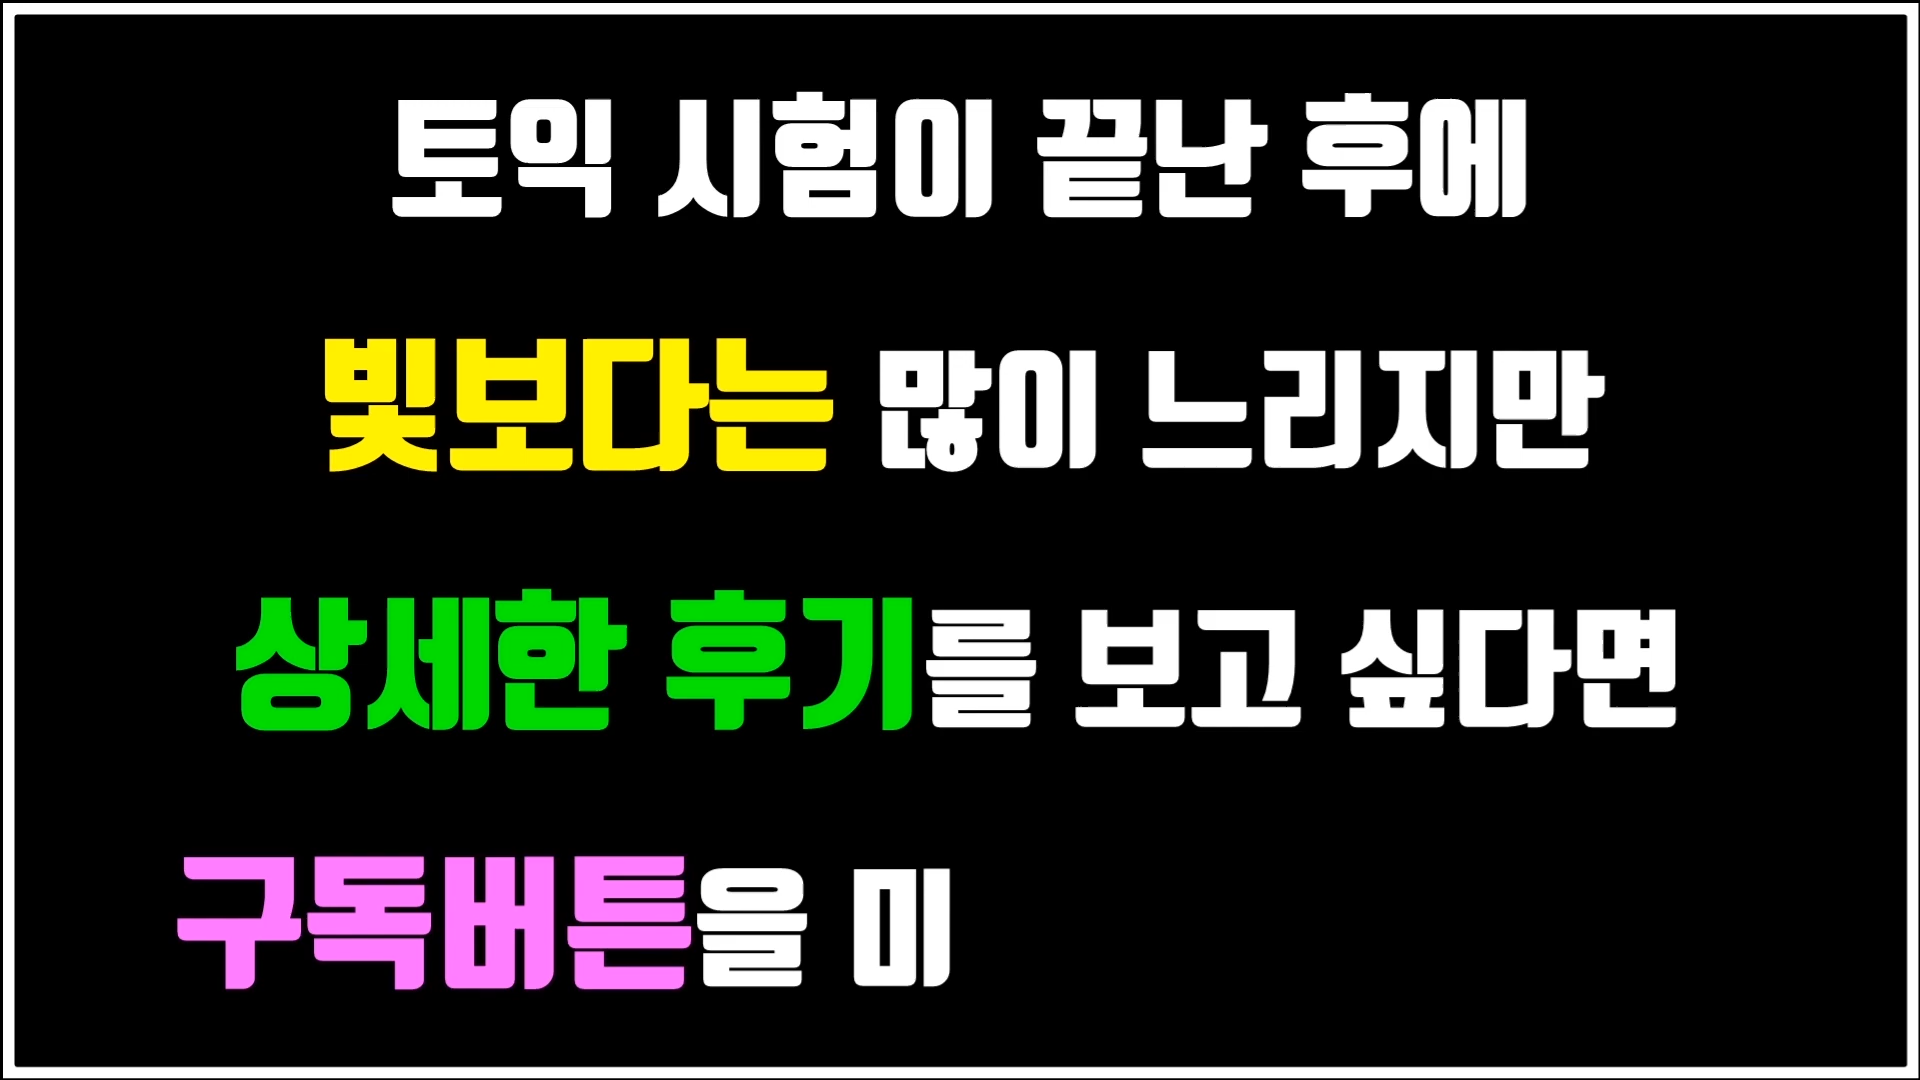 토익 시험이 끝난 후에
빛보다는 많이 느리지만
상세한 후기를 보고 싶다면
구독버튼을 미